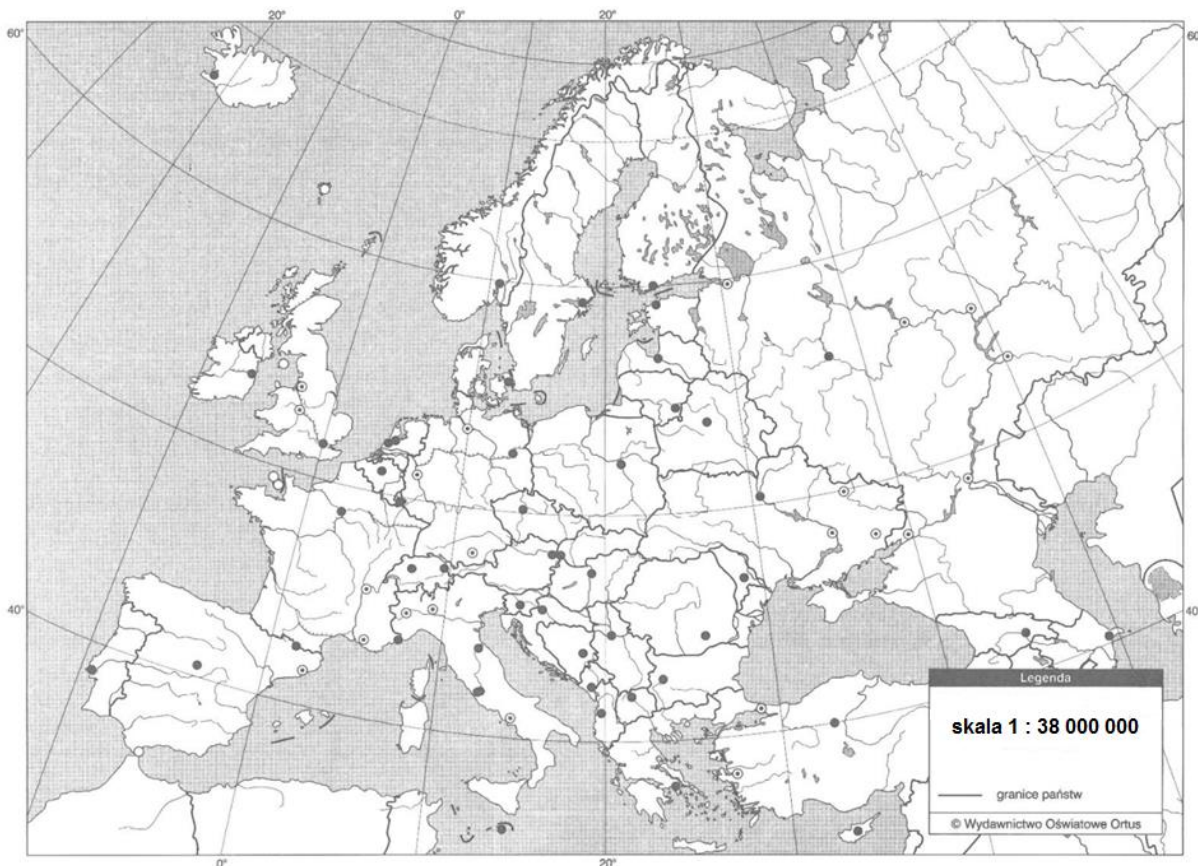 20° 0° 20°
60° 60
40° 40
Legenda
skala 1 : 38 000 000
granice państw
© Wydawnictwo Oświatowe Ortus
0° 20°